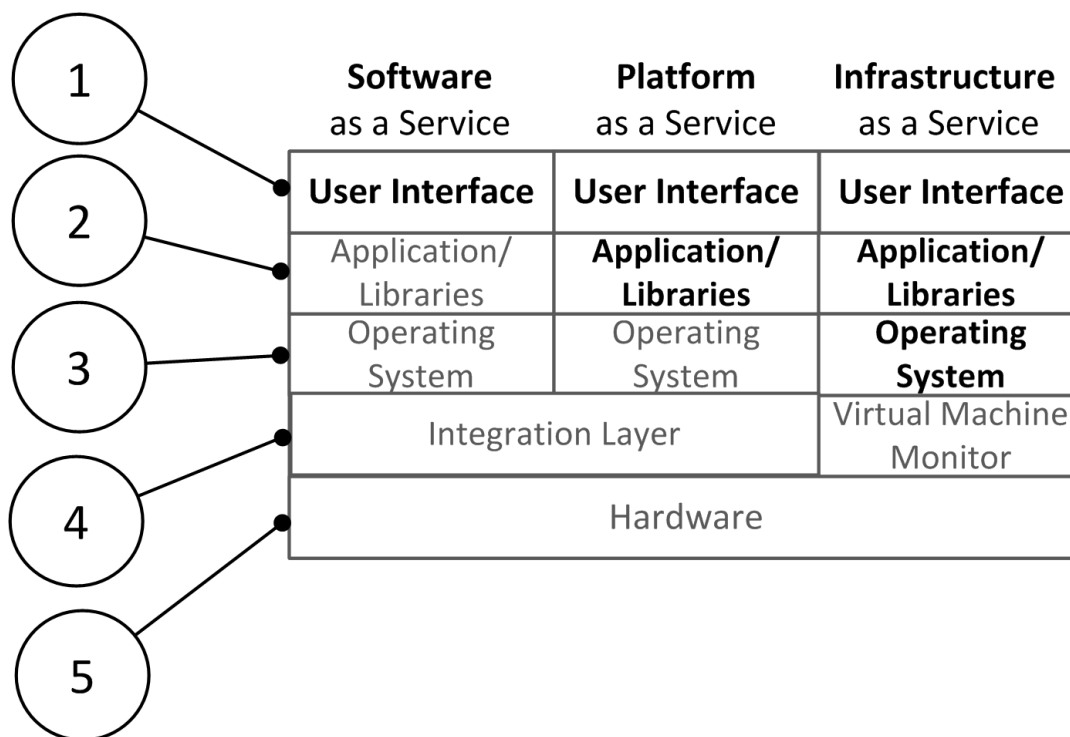 1
Software Platform Infrastructure
as a Service as a Service as a Service
2
User Interface User Interface User Interface
Application/ Application/ Application/
Libraries Libraries Libraries
3
Operating Operating Operating
System System System
4
Integration Layer
Virtual Machine
Monitor
5
Hardware